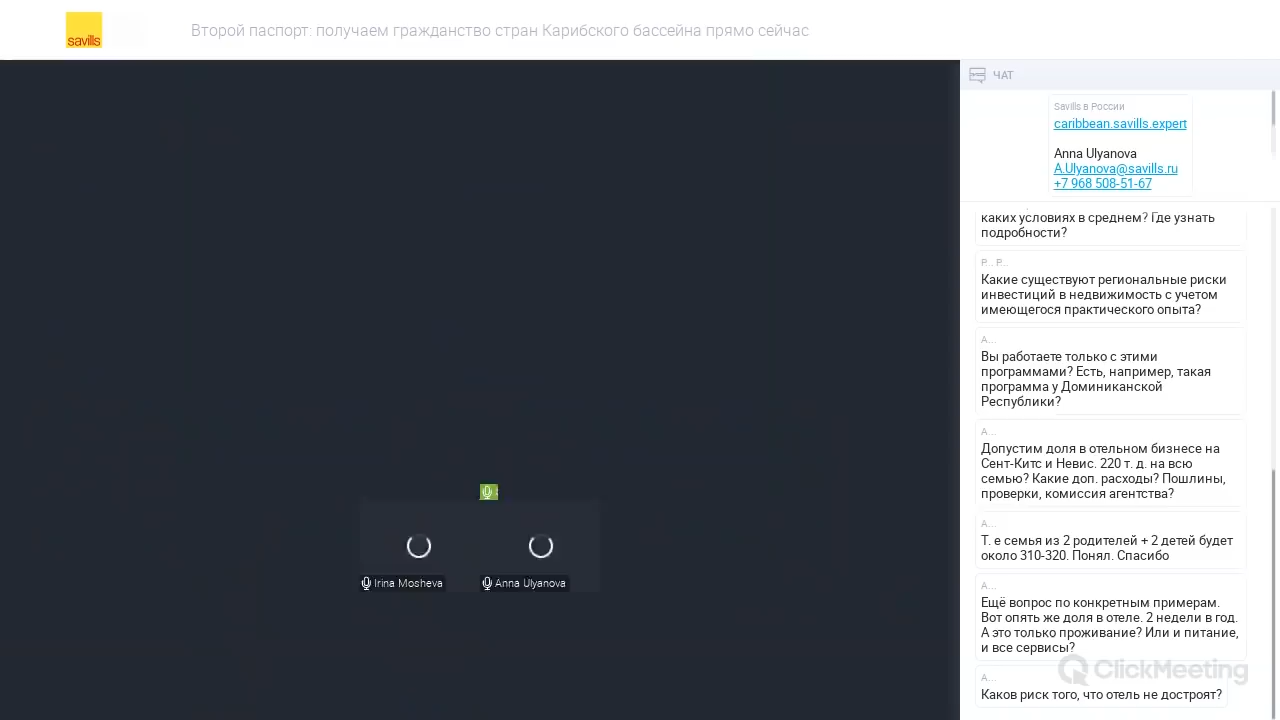 savills
Второй паспорт: получаем гражданство стран Карибского бассейна прямо сейчас
ЧАТ
Savills в России
caribbean.savills.expert
Anna Ulyanova
A.Ulyanova@savills.ru
+7 968 508-51-67
каких условиях в среднем? Где узнать
подробности?
Р... Р...
Какие существуют региональные риски
инвестиций в недвижимость с учетом
имеющегося практического опыта?
А...
Вы работаете только с этими
программами? Есть, например, такая
программа у Доминиканской
Республики?
А...
Допустим доля в отельном бизнесе на
Сент-Китс и Невис. 220 т. д. на всю
семью? Какие доп. расходы? Пошлины,
проверки, комиссия агентства?
А...
Т. е семья из 2 родителей + 2 детей будет
около 310-320. Понял. Спасибо
А...
Ещё вопрос по конкретным примерам.
Вот опять же доля в отеле. 2 недели в год.
А это только проживание? Или и питание,
и все сервисы?
А...
Каков риск того, что отель не достроят?
Irina Mosheva
Anna Ulyanova
ClickMeeting